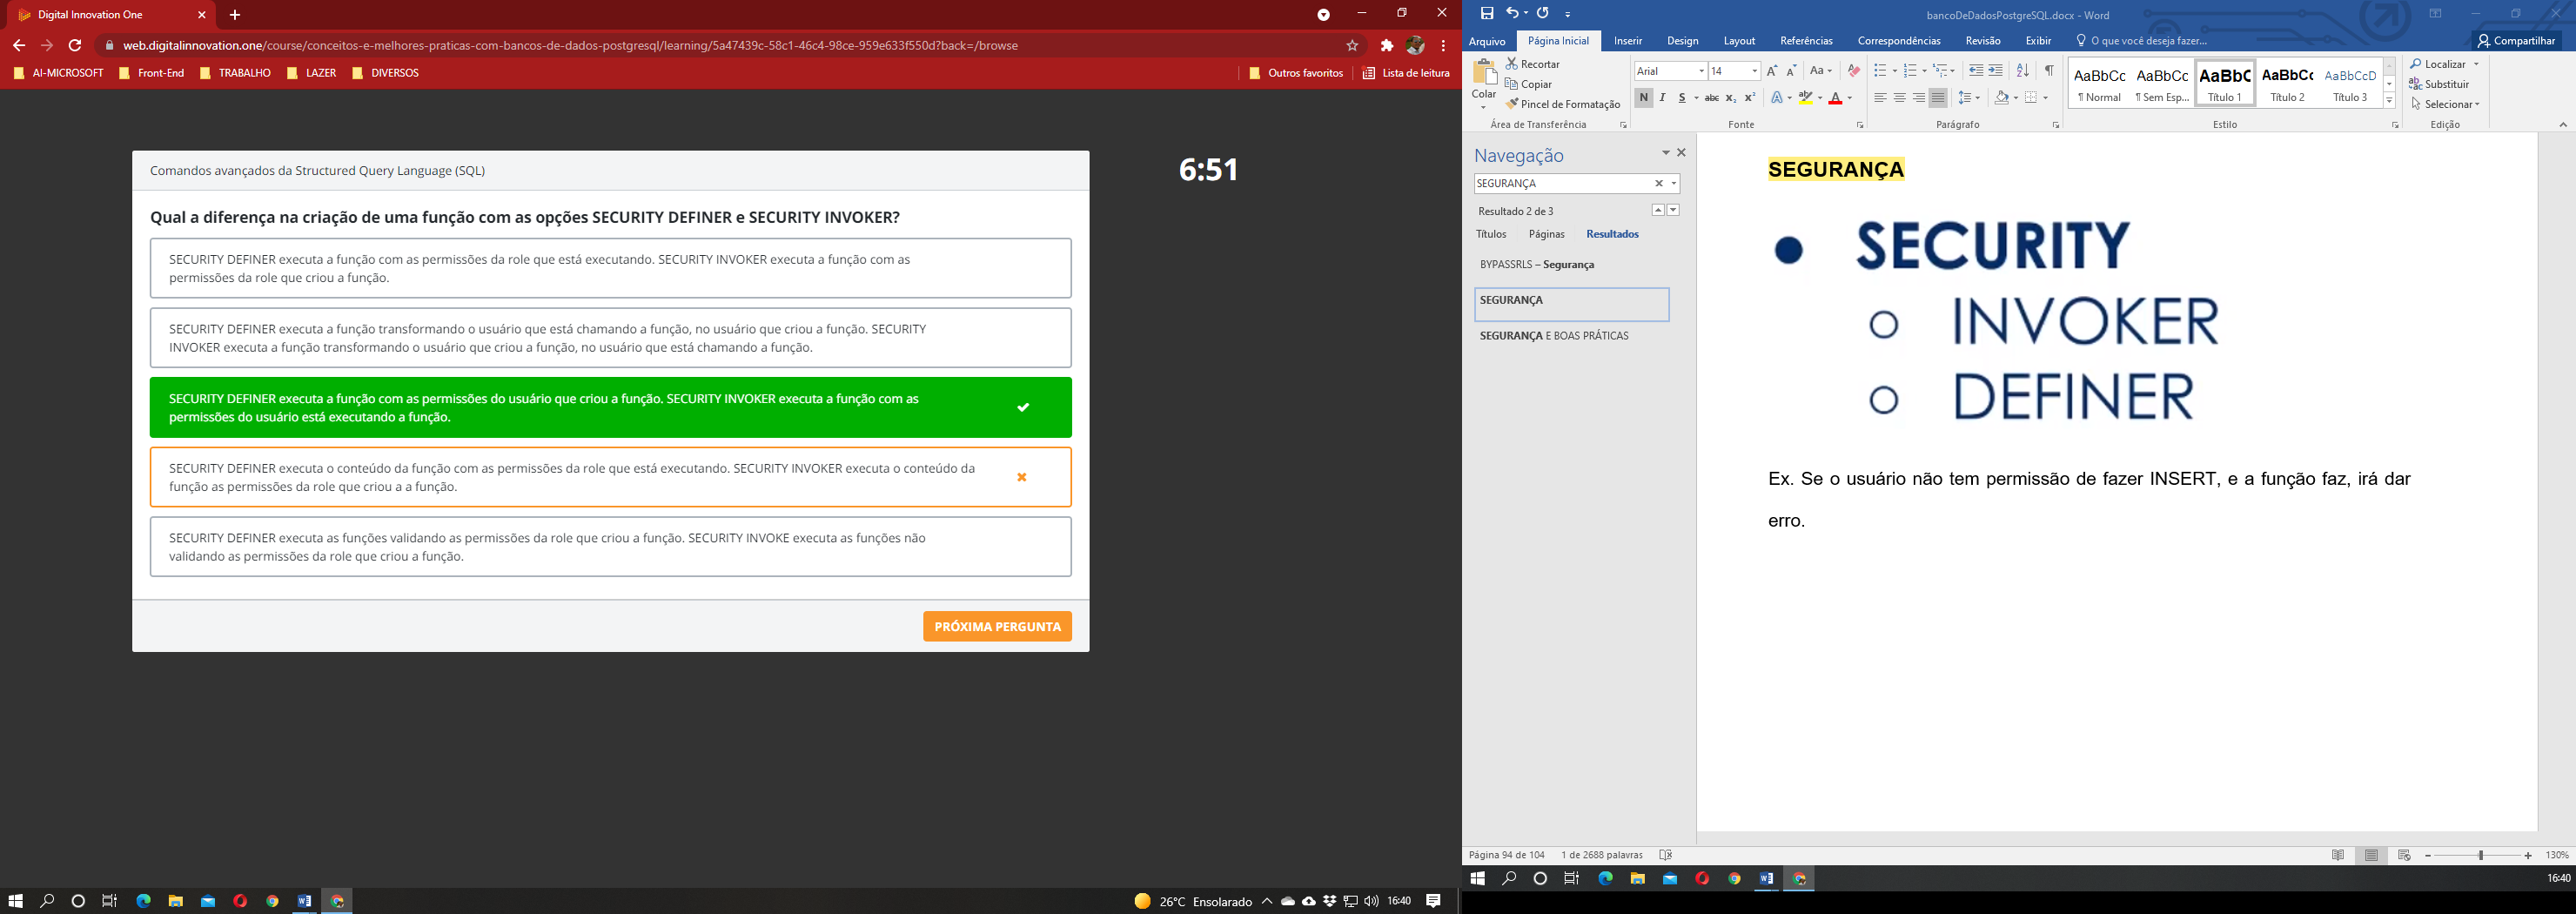 Digital Innovation One
web.digitalinnovation.one/course/conceitos-e-melhores-praticas-com-bancos-de-dados-postgresql/learning/5a47439c-58c1-46c4-98ce-959e633f550d?back=/browse
AI-MICROSOFT Front-End TRABALHO LAZER DIVERSOS Outros favoritos Lista de leitura
Comandos avançados da Structured Query Language (SQL)
6:51
Qual a diferença na criação de uma função com as opções SECURITY DEFINER e SECURITY INVOKER?
SECURITY DEFINER executa a função com as permissões da role que está executando. SECURITY INVOKER executa a função com as
permissões da role que criou a função.
SECURITY DEFINER executa a função transformando o usuário que está chamando a função, no usuário que criou a função. SECURITY
INVOKER executa a função transformando o usuário que criou a função, no usuário que está chamando a função.
SECURITY DEFINER executa a função com as permissões do usuário que criou a função. SECURITY INVOKER executa a função com as
permissões do usuário está executando a função.
SECURITY DEFINER executa o conteúdo da função com as permissões da role que está executando. SECURITY INVOKER executa o conteúdo da
função as permissões da role que criou a a função.
SECURITY DEFINER executa as funções validando as permissões da role que criou a função. SECURITY INVOKE executa as funções não
validando as permissões da role que criou a função.
PRÓXIMA PERGUNTA
26°C Ensolarado 16:40
bancoDeDadosPostgreSQL.docx - Word
Arquivo Página Inicial Inserir Design Layout Referências Correspondências Revisão Exibir O que você deseja fazer... Compartilhar
Colar
Recortar
Copiar
Pincel de Formatação
Área de Transferência
Arial 14
Aa
N I S abc x₂ x²
Fonte
Parágrafo
AaBbCc AaBbCc AaBbC AaBbCc AaBbCcD
¶ Normal ¶ Sem Esp... Título 1 Título 2 Título 3
Estilo
Localizar
Substituir
Selecionar
Edição
Navegação
SEGURANÇA
Resultado 2 de 3
Títulos Páginas Resultados
BYPASSRLS – Segurança
SEGURANÇA
SEGURANÇA E BOAS PRÁTICAS
SEGURANÇA
SECURITY
INVOKER
DEFINER
Ex. Se o usuário não tem permissão de fazer INSERT, e a função faz, irá dar
erro.
Página 94 de 104 1 de 2688 palavras 130%
16:40